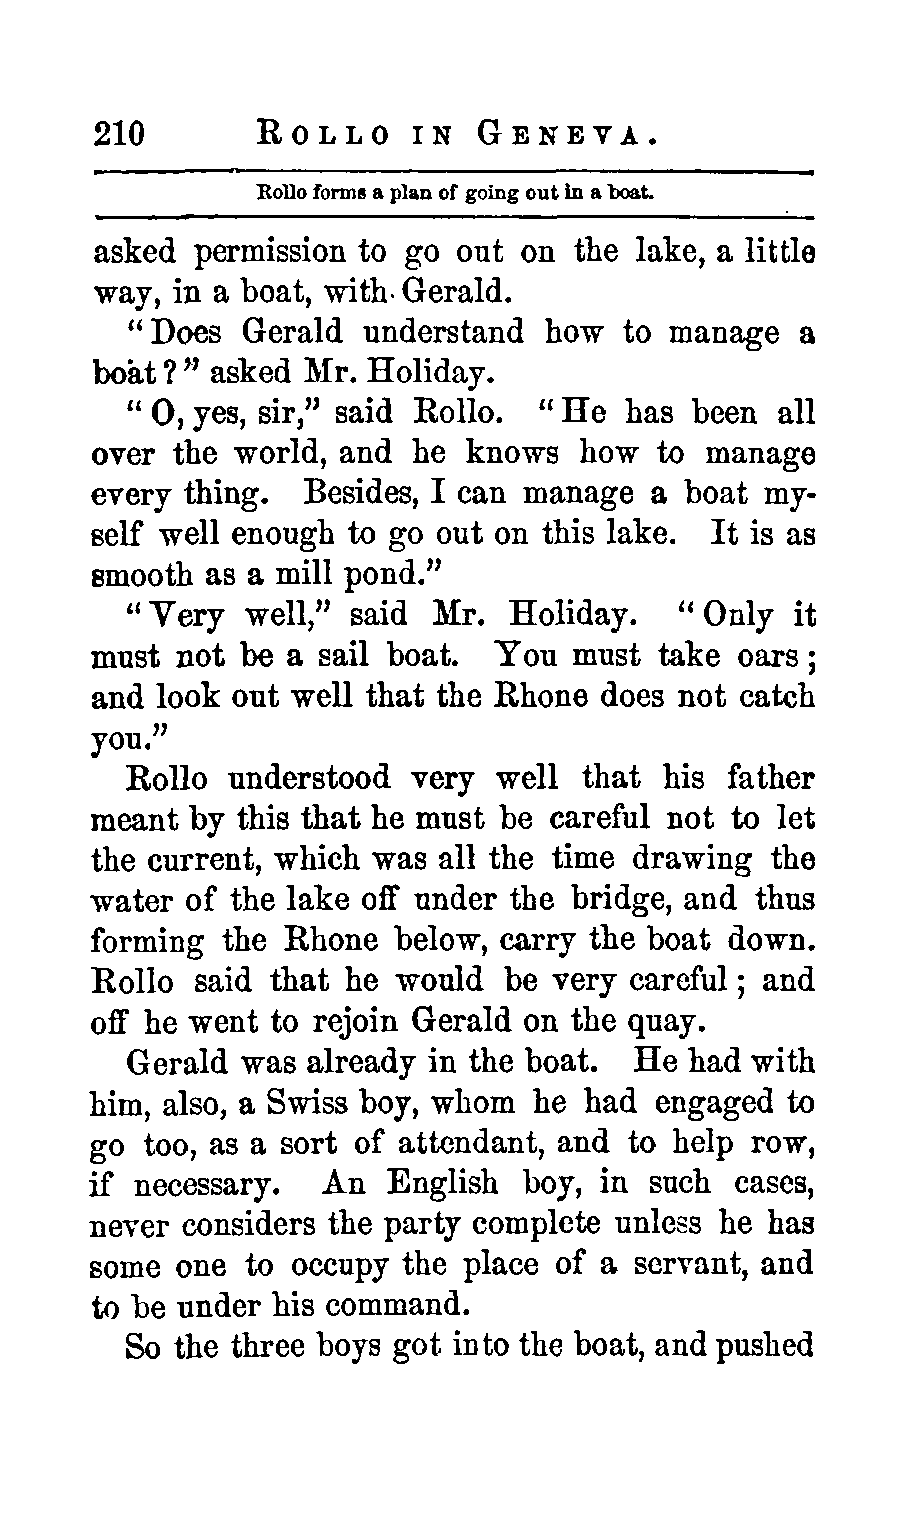 210 ROLLO IN GENEVA.
Rollo forms a plan of going out in a boat.
asked permission to go out on the lake, a little
way, in a boat, with Gerald.
"Does Gerald understand how to manage a
boat?" asked Mr. Holiday.
"O, yes, sir," said Rollo. "He has been all
over the world, and he knows how to manage
every thing. Besides, I can manage a boat my-
self well enough to go out on this lake. It is as
smooth as a mill pond."
"Very well," said Mr. Holiday. "Only it
must not be a sail boat. You must take oars;
and look out well that the Rhone does not catch
you."
Rollo understood very well that his father
meant by this that he must be careful not to let
the current, which was all the time drawing the
water of the lake off under the bridge, and thus
forming the Rhone below, carry the boat down.
Rollo said that he would be very careful; and
off he went to rejoin Gerald on the quay.
Gerald was already in the boat. He had with
him, also, a Swiss boy, whom he had engaged to
go too, as a sort of attendant, and to help row,
if necessary. An English boy, in such cases,
never considers the party complete unless he has
some one to occupy the place of a servant, and
to be under his command.
So the three boys got into the boat, and pushed